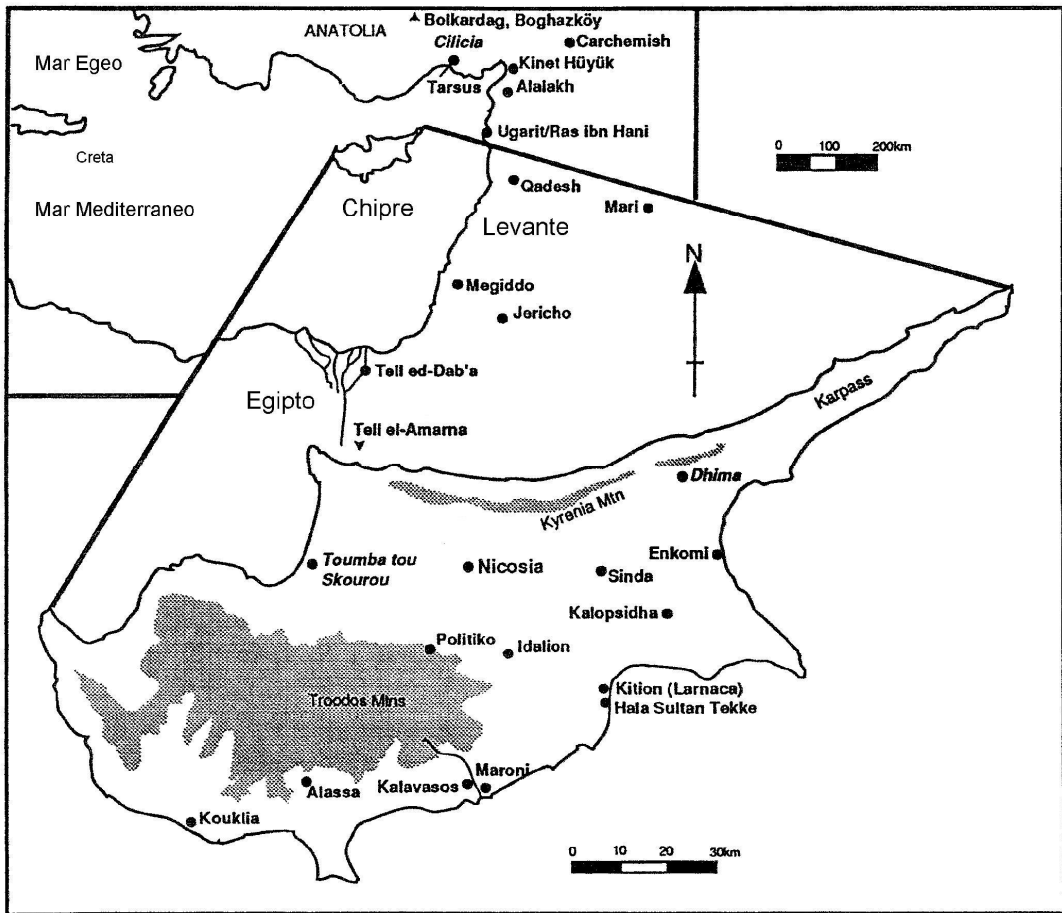 Bolkardag, Boghazköy
ANATOLIA
Cilicia
Carchemish
Mar Egeo
Kinet Hüyük
Tarsus
Alalakh
Ugarit/Ras ibn Hani
0 100 200km
Creta
Qadesh
Mar Mediterraneo
Chipre
Mari
Levante
N
Megiddo
Jericho
Tell ed-Dab'a
Egipto
Karpass
Tell el-Amarna
Dhima
Kyrenia Mtn
Toumba tou
Skourou
Nicosia
Enkomi
Sinda
Kalopsidha
Politiko
Idalion
Kition (Larnaca)
Hala Sultan Tekke
Troodos Mtns
Maroni
Alassa
Kalavasos
Kouklia
0 10 20 30km